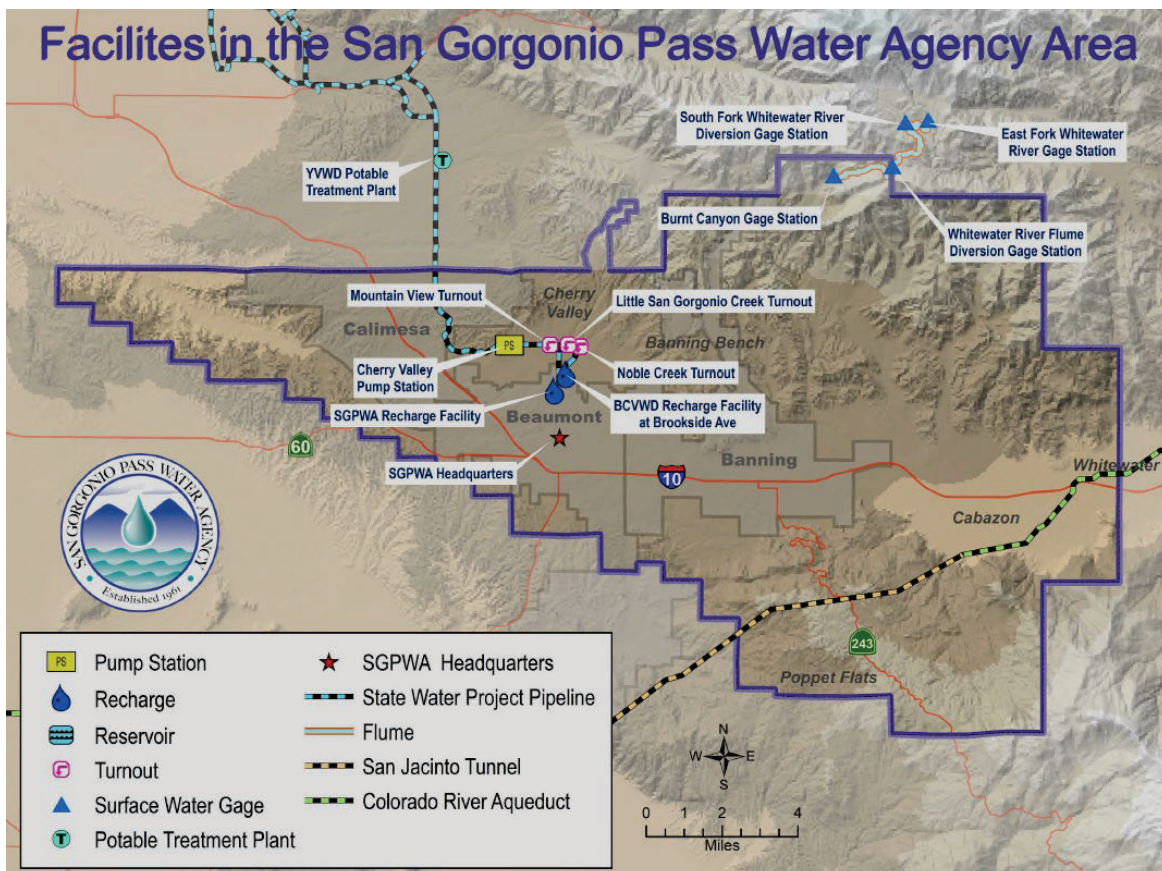 Facilites in the San Gorgonio Pass Water Agency Area
South Fork Whitewater River
Diversion Gage Station
East Fork Whitewater
River Gage Station
YVWD Potable
Treatment Plant
T
Burnt Canyon Gage Station
Whitewater River Flume
Diversion Gage Station
Mountain View Turnout
Cherry
Valley
Little San Gorgonio Creek Turnout
Calimesa
PS
Banning Bench
Cherry Valley
Pump Station
Noble Creek Turnout
SGPWA Recharge Facility
Beaumont
BCVWD Recharge Facility
at Brookside Ave
60
SGPWA Headquarters
10
Banning
Whitewater
Cabazon
SAN GORGONIO PASS WATER AGENCY
Established 1961
243
Poppet Flats
PS Pump Station
Recharge
Reservoir
Turnout
Surface Water Gage
T Potable Treatment Plant
SGPWA Headquarters
State Water Project Pipeline
Flume
San Jacinto Tunnel
Colorado River Aqueduct
N
W E
S
0 1 2 4
Miles